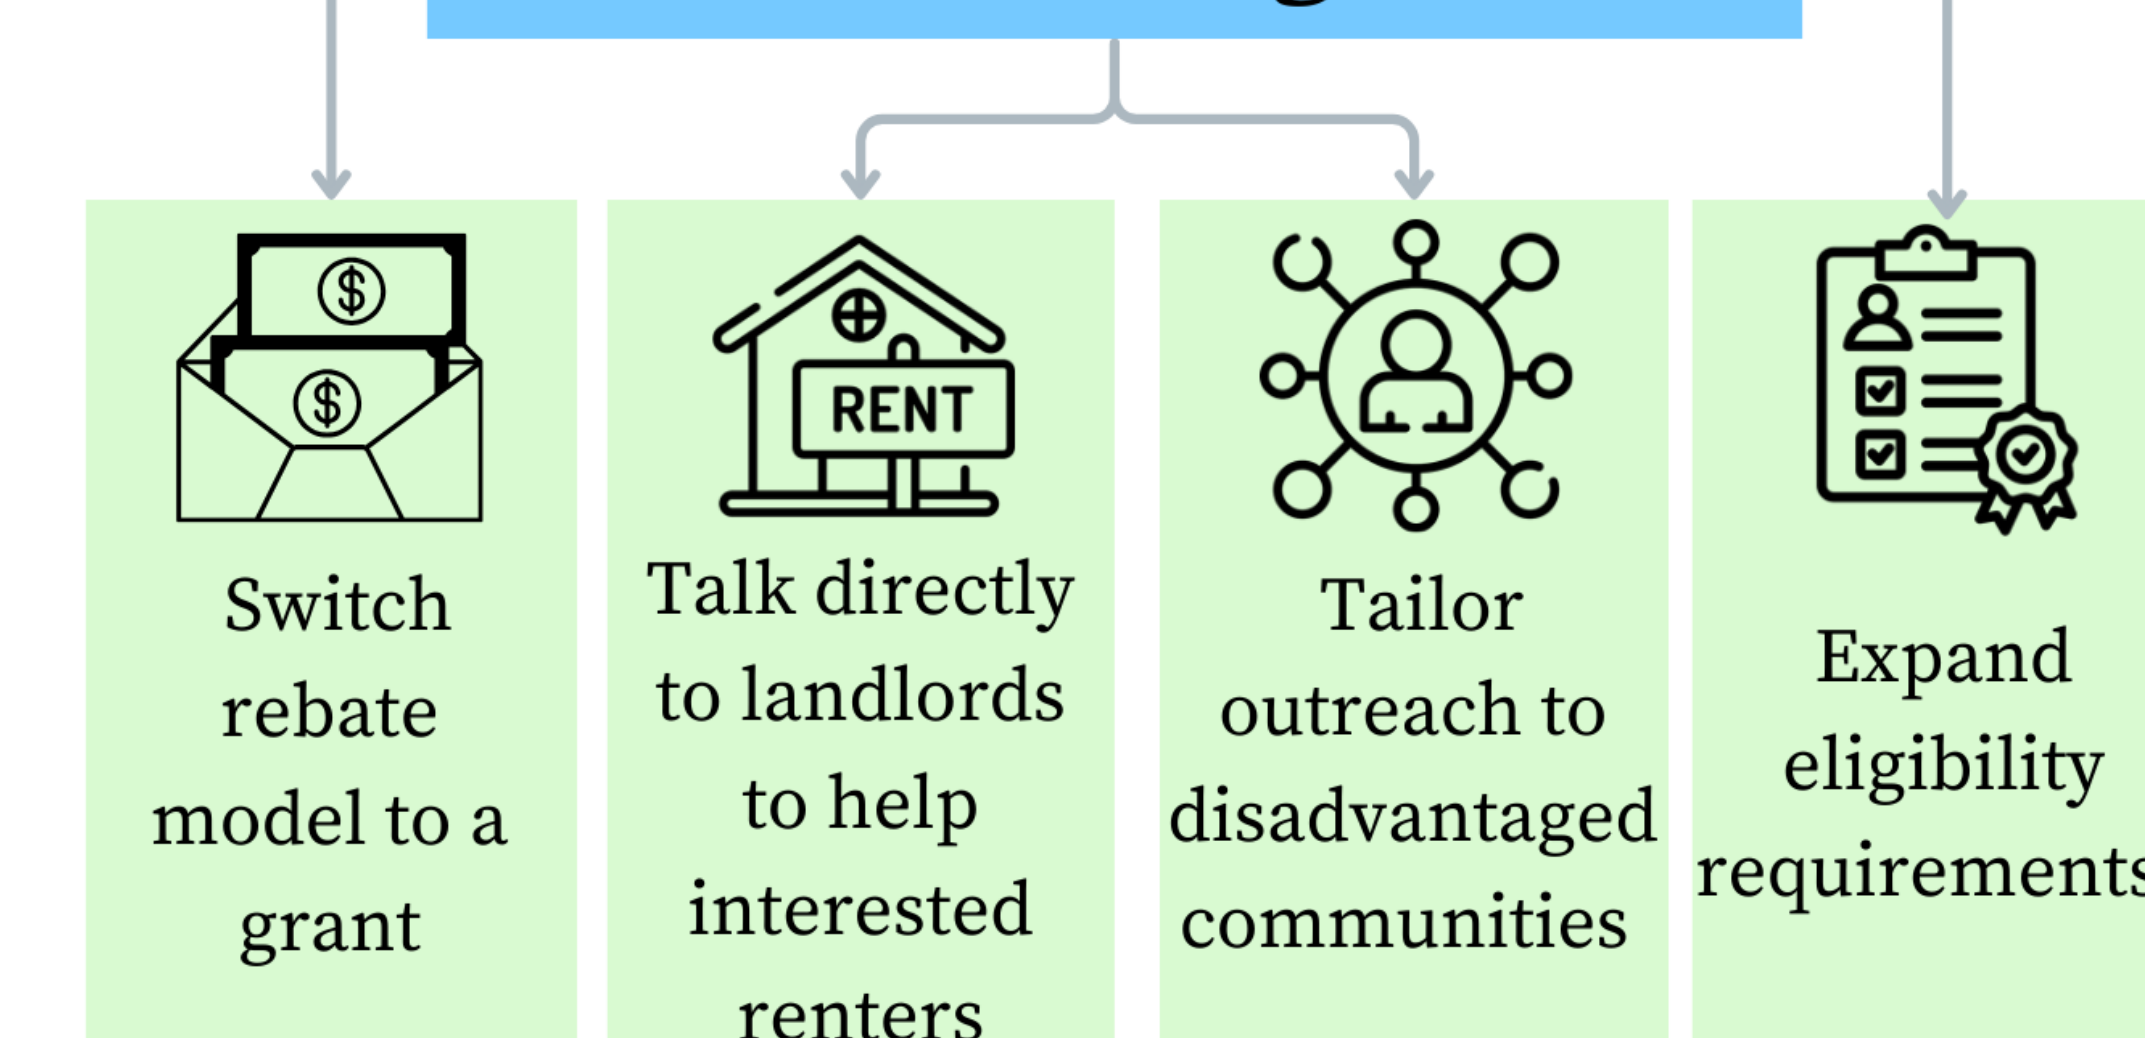 $
$
RENT
Switch
rebate
model to a
grant
Talk directly
to landlords
to help
interested
renters
Tailor
outreach to
disadvantaged
communities
Expand
eligibility
requirements